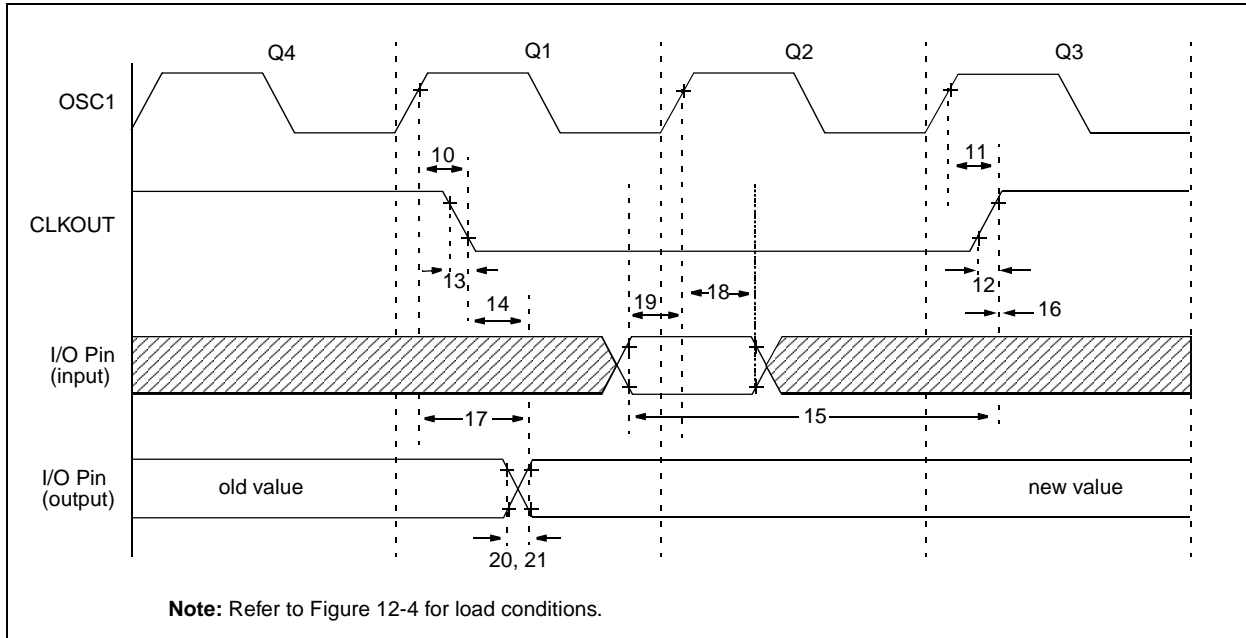 Q4 Q1 Q2 Q3
OSC1
10 11
CLKOUT
13 12
14 19 18 16
I/O Pin
(input)
17 15
I/O Pin
(output)
old value new value
20, 21
Note: Refer to Figure 12-4 for load conditions.